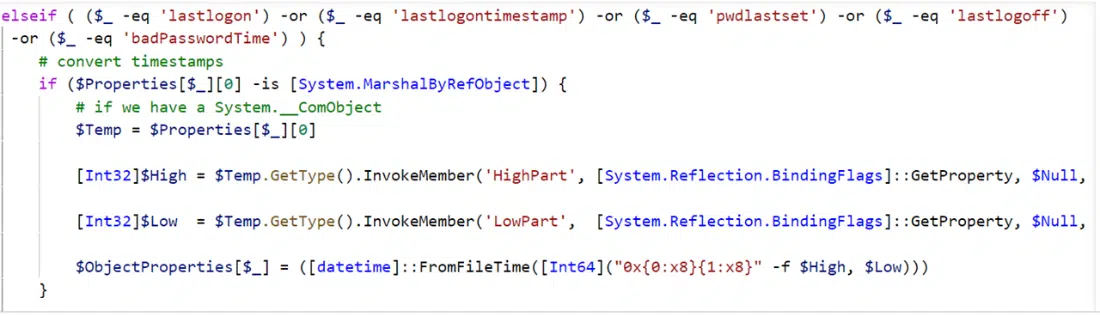 elseif ( ($_ -eq 'lastlogon') -or ($_ -eq 'lastlogontimestamp') -or ($_ -eq 'pwdlastset') -or ($_ -eq 'lastlogoff')
-or ($_ -eq 'badPasswordTime') ) {
# convert timestamps
if ($Properties[$_][0] -is [System.MarshalByRefObject]) {
# if we have a System.__ComObject
$Temp = $Properties[$_][0]
[Int32]$High = $Temp.GetType().InvokeMember('HighPart', [System.Reflection.BindingFlags]::GetProperty, $Null,
[Int32]$Low  = $Temp.GetType().InvokeMember('LowPart',  [System.Reflection.BindingFlags]::GetProperty, $Null,
$ObjectProperties[$_] = ([datetime]::FromFileTime([Int64]("0x{0:x8}{1:x8}" -f $High, $Low)))
}